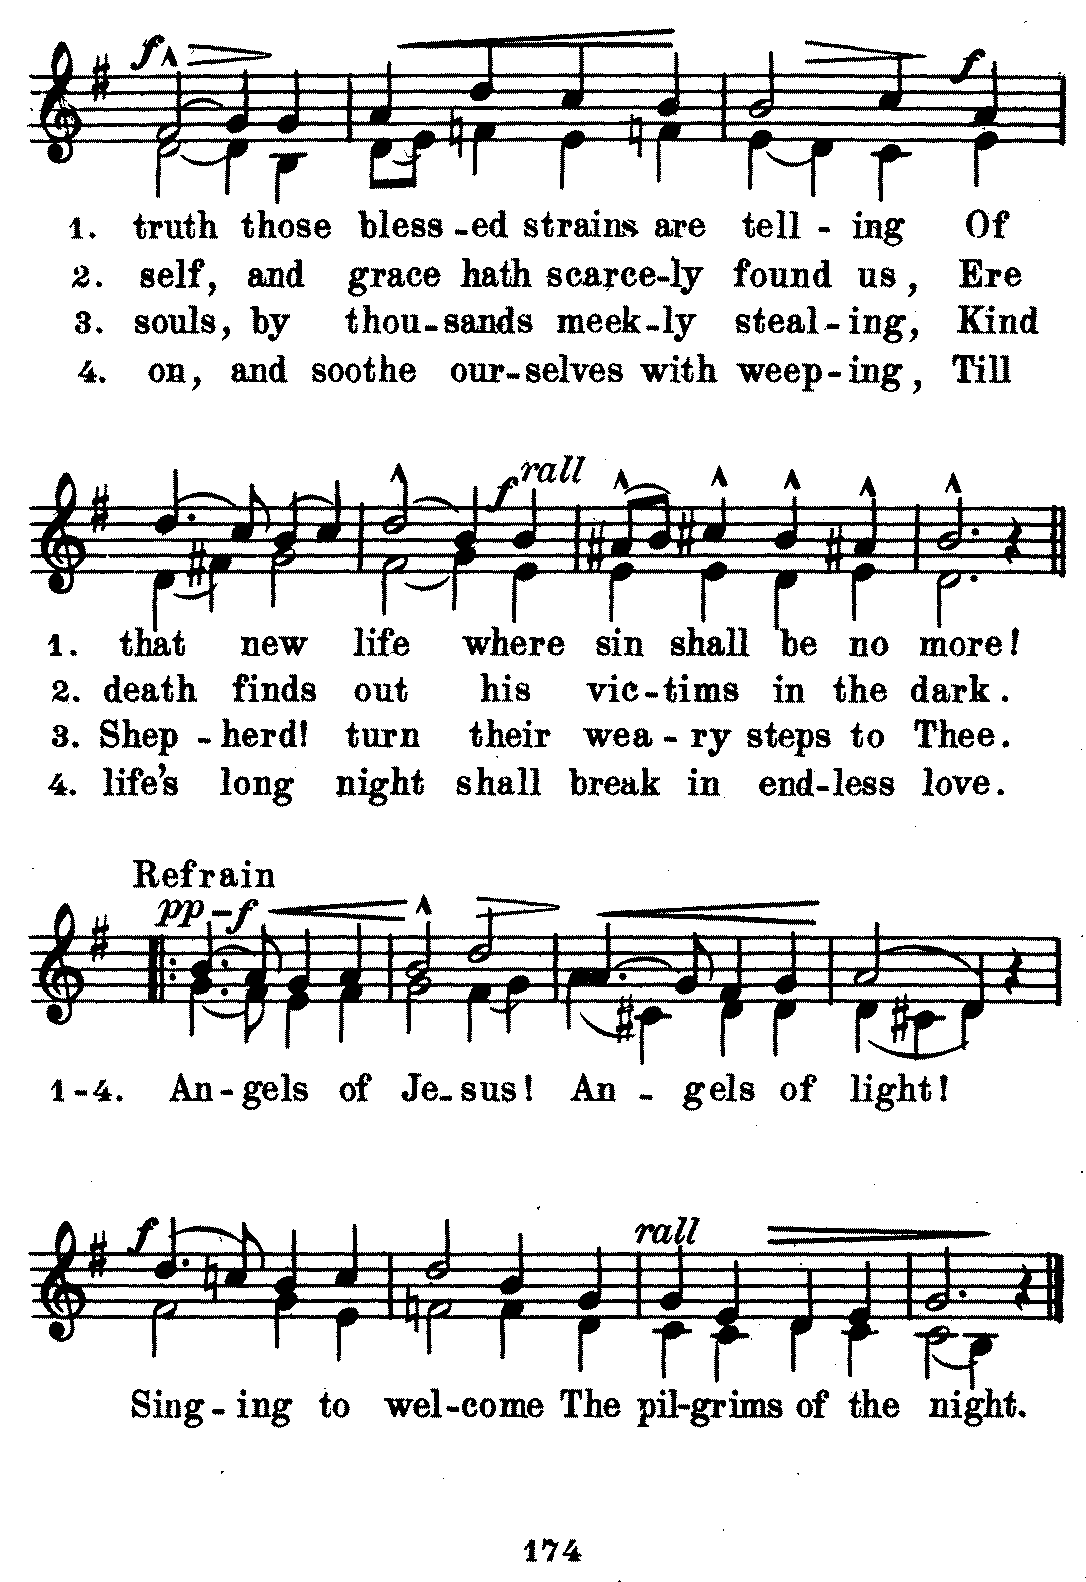 f
1. truth those bless-ed strains are tell - ing Of
2. self, and grace hath scarce-ly found us, Ere
3. souls, by thou-sands meek-ly steal-ing, Kind
4. on, and soothe our-selves with weep-ing, Till
f
f rall
1. that new life where sin shall be no more!
2. death finds out his vic-tims in the dark.
3. Shep - herd! turn their wea - ry steps to Thee.
4. life's long night shall break in end-less love.
Refrain
pp-f
1-4. An-gels of Je-sus! An - gels of light!
f rall
Sing-ing to wel-come The pil-grims of the night.
174